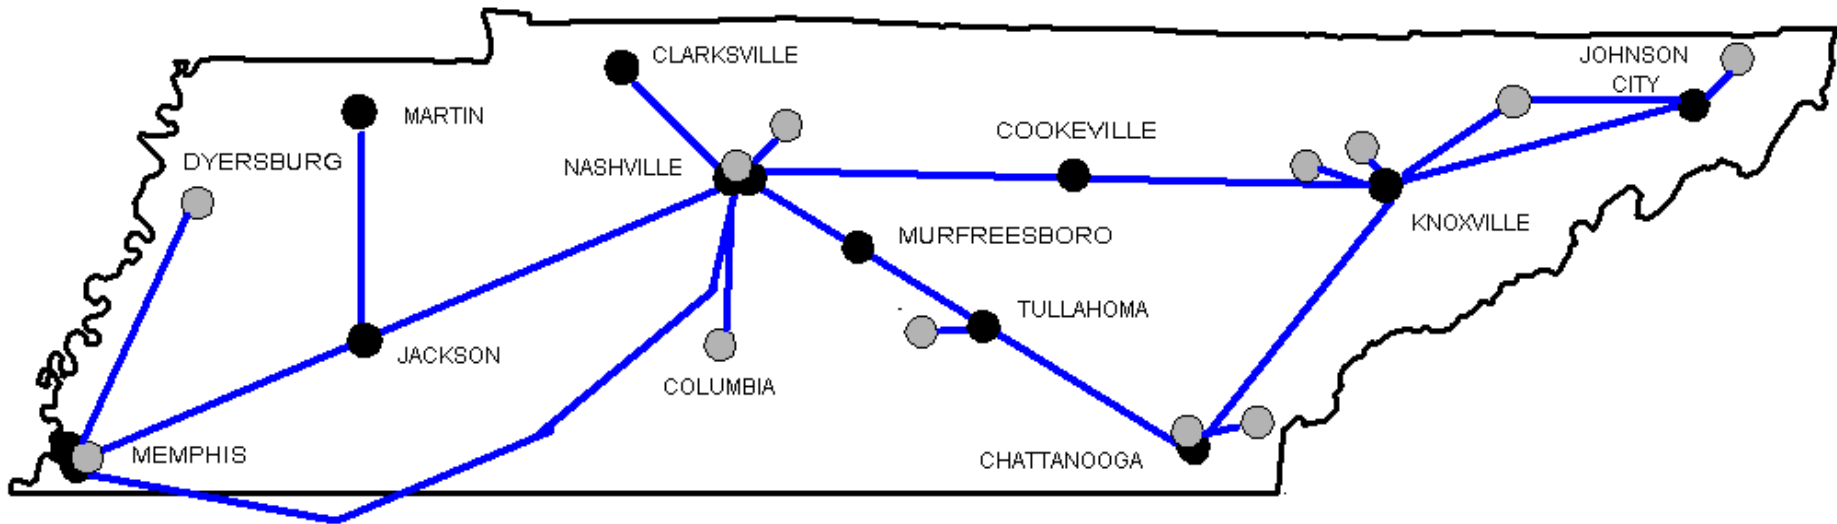 CLARKSVILLE
JOHNSON
CITY
MARTIN
COOKEVILLE
DYERSBURG
NASHVILLE
KNOXVILLE
MURFREESBORO
TULLAHOMA
JACKSON
COLUMBIA
MEMPHIS
CHATTANOOGA